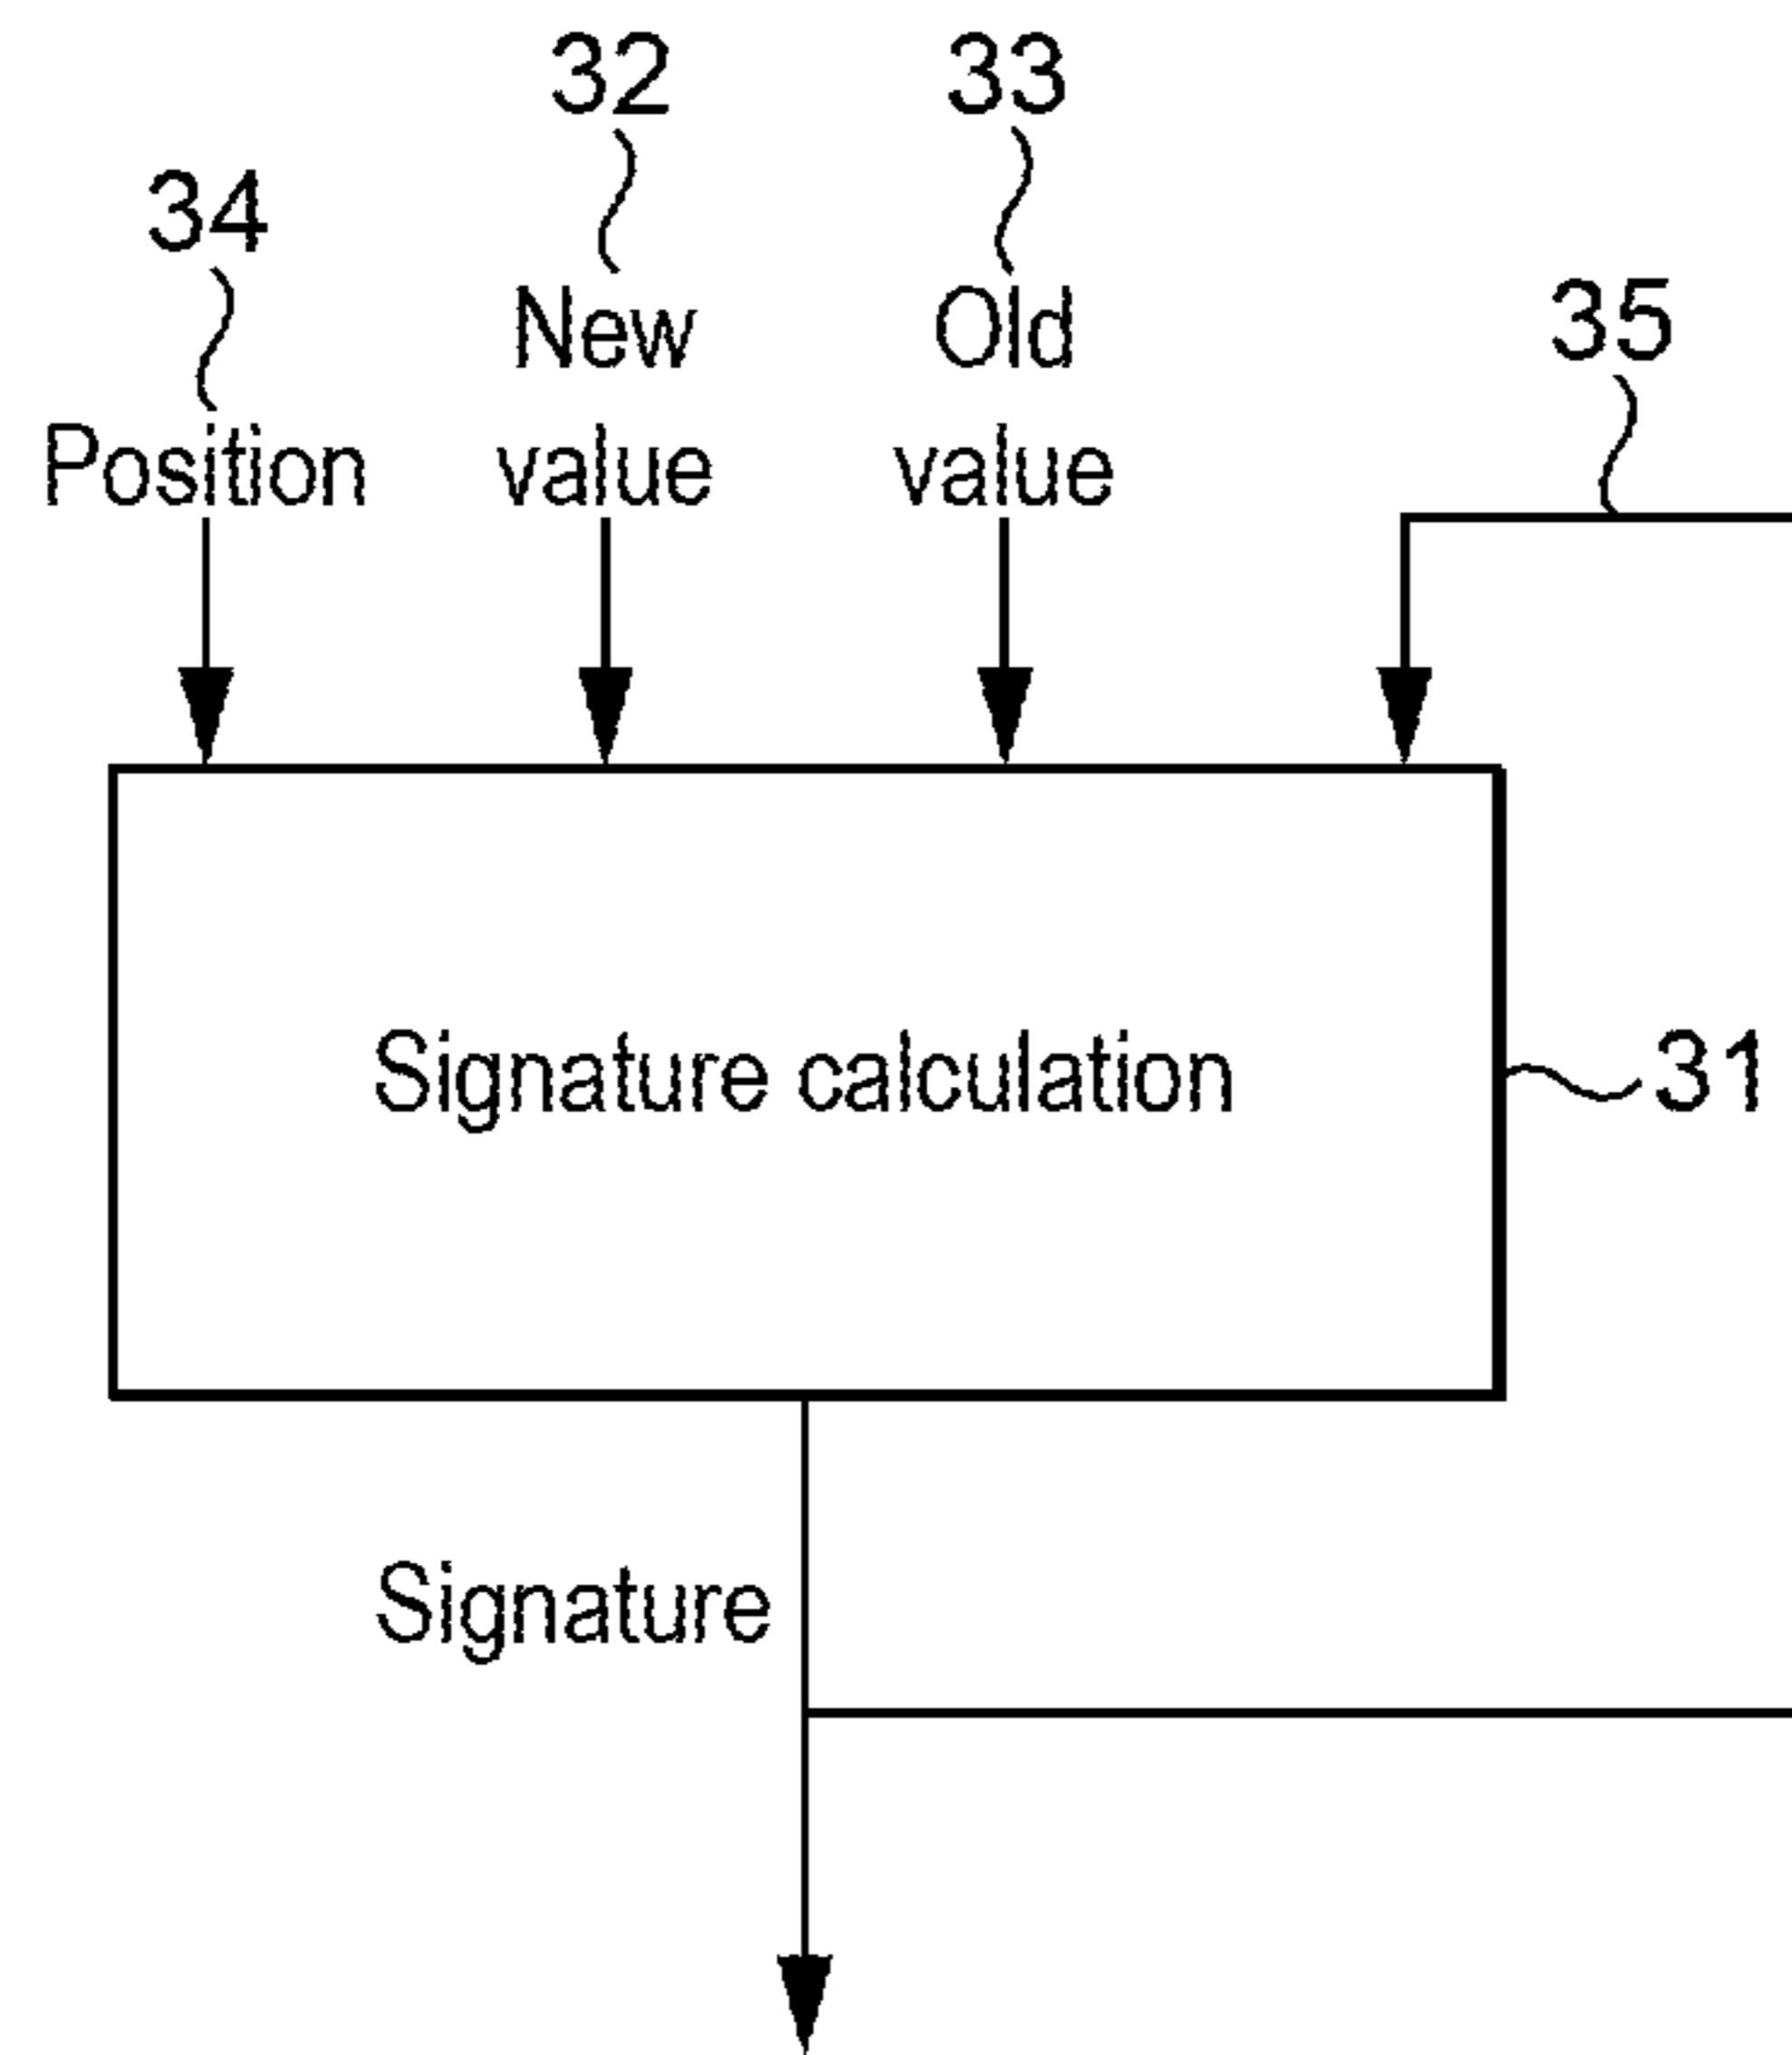 32
33
34
New
Old
35
Position
value
value
Signature calculation
31
Signature